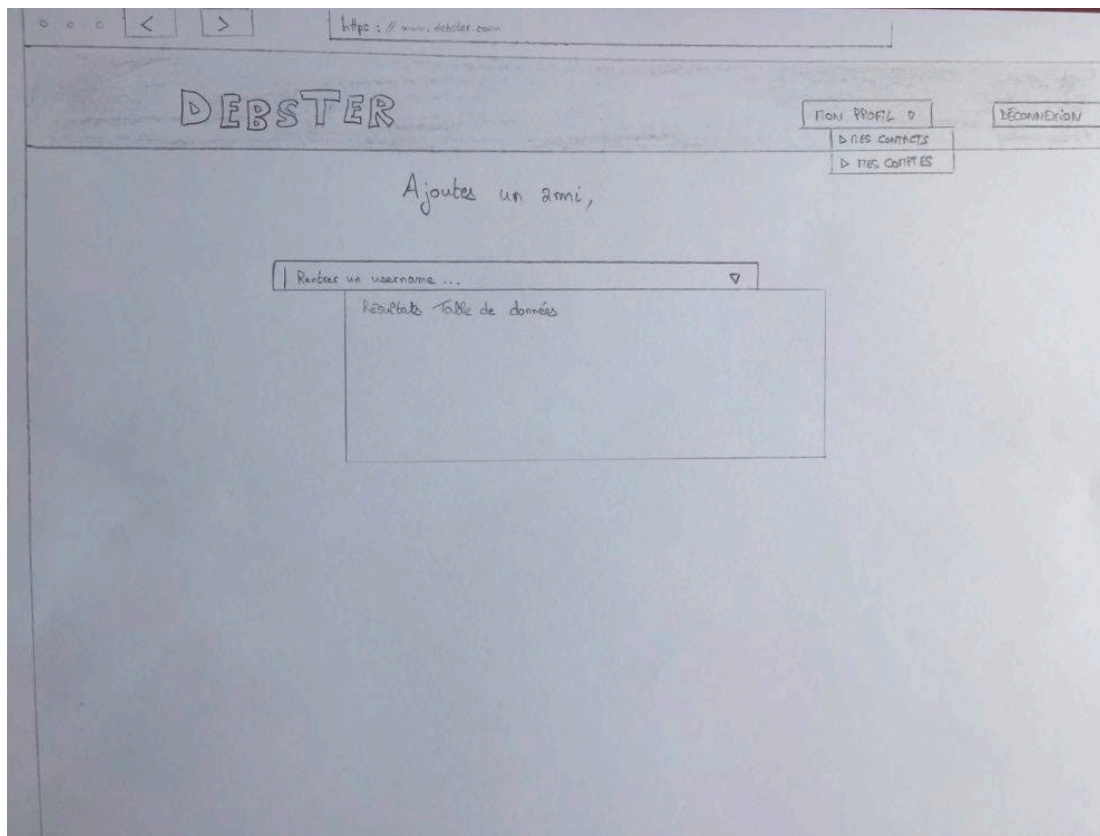 < >
https : // www. debster.com
DEBSTER
MON PROFIL
DÉCONNEXION
MES CONTACTS
MES COMPTES
Ajoutes un ami,
Rentrer un username ...
Résultats Table de données